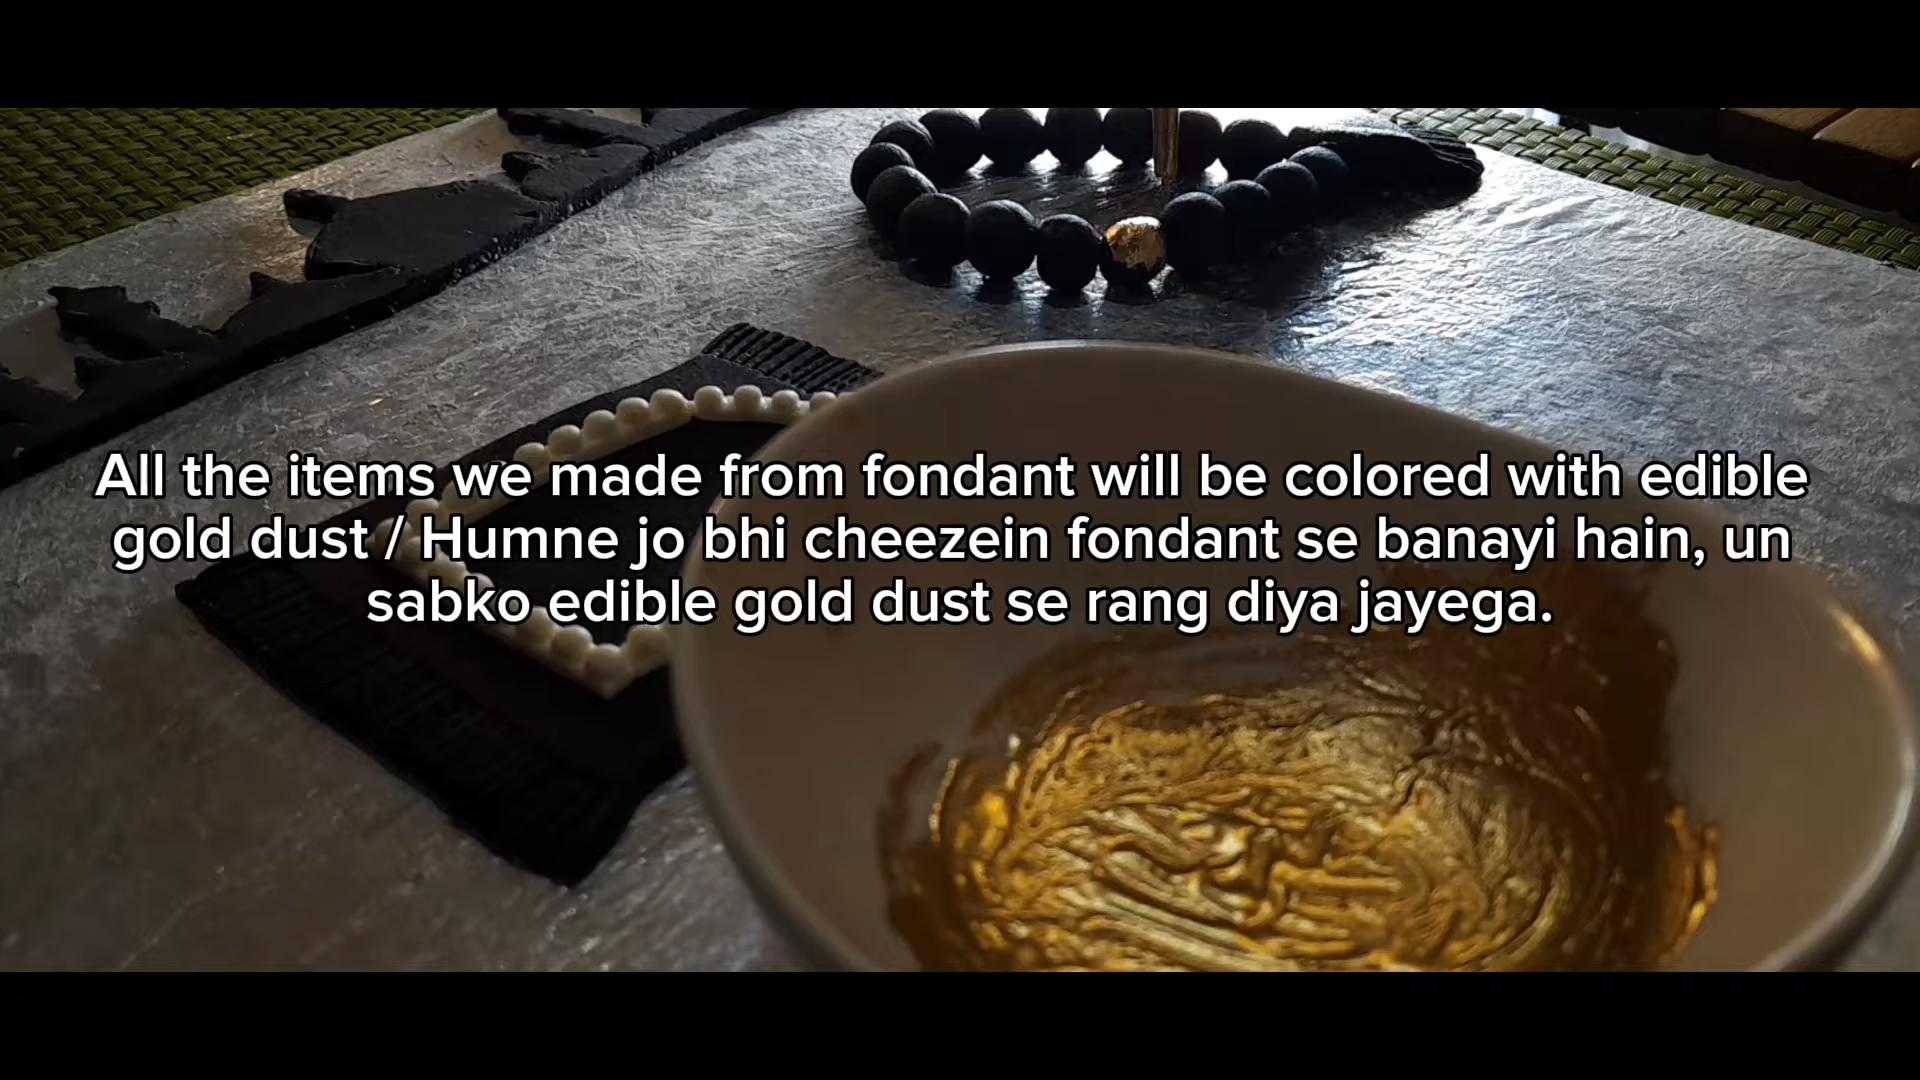 All the items we made from fondant will be colored with edible
gold dust / Humne jo bhi cheezein fondant se banayi hain, un
sabko edible gold dust se rang diya jayega.